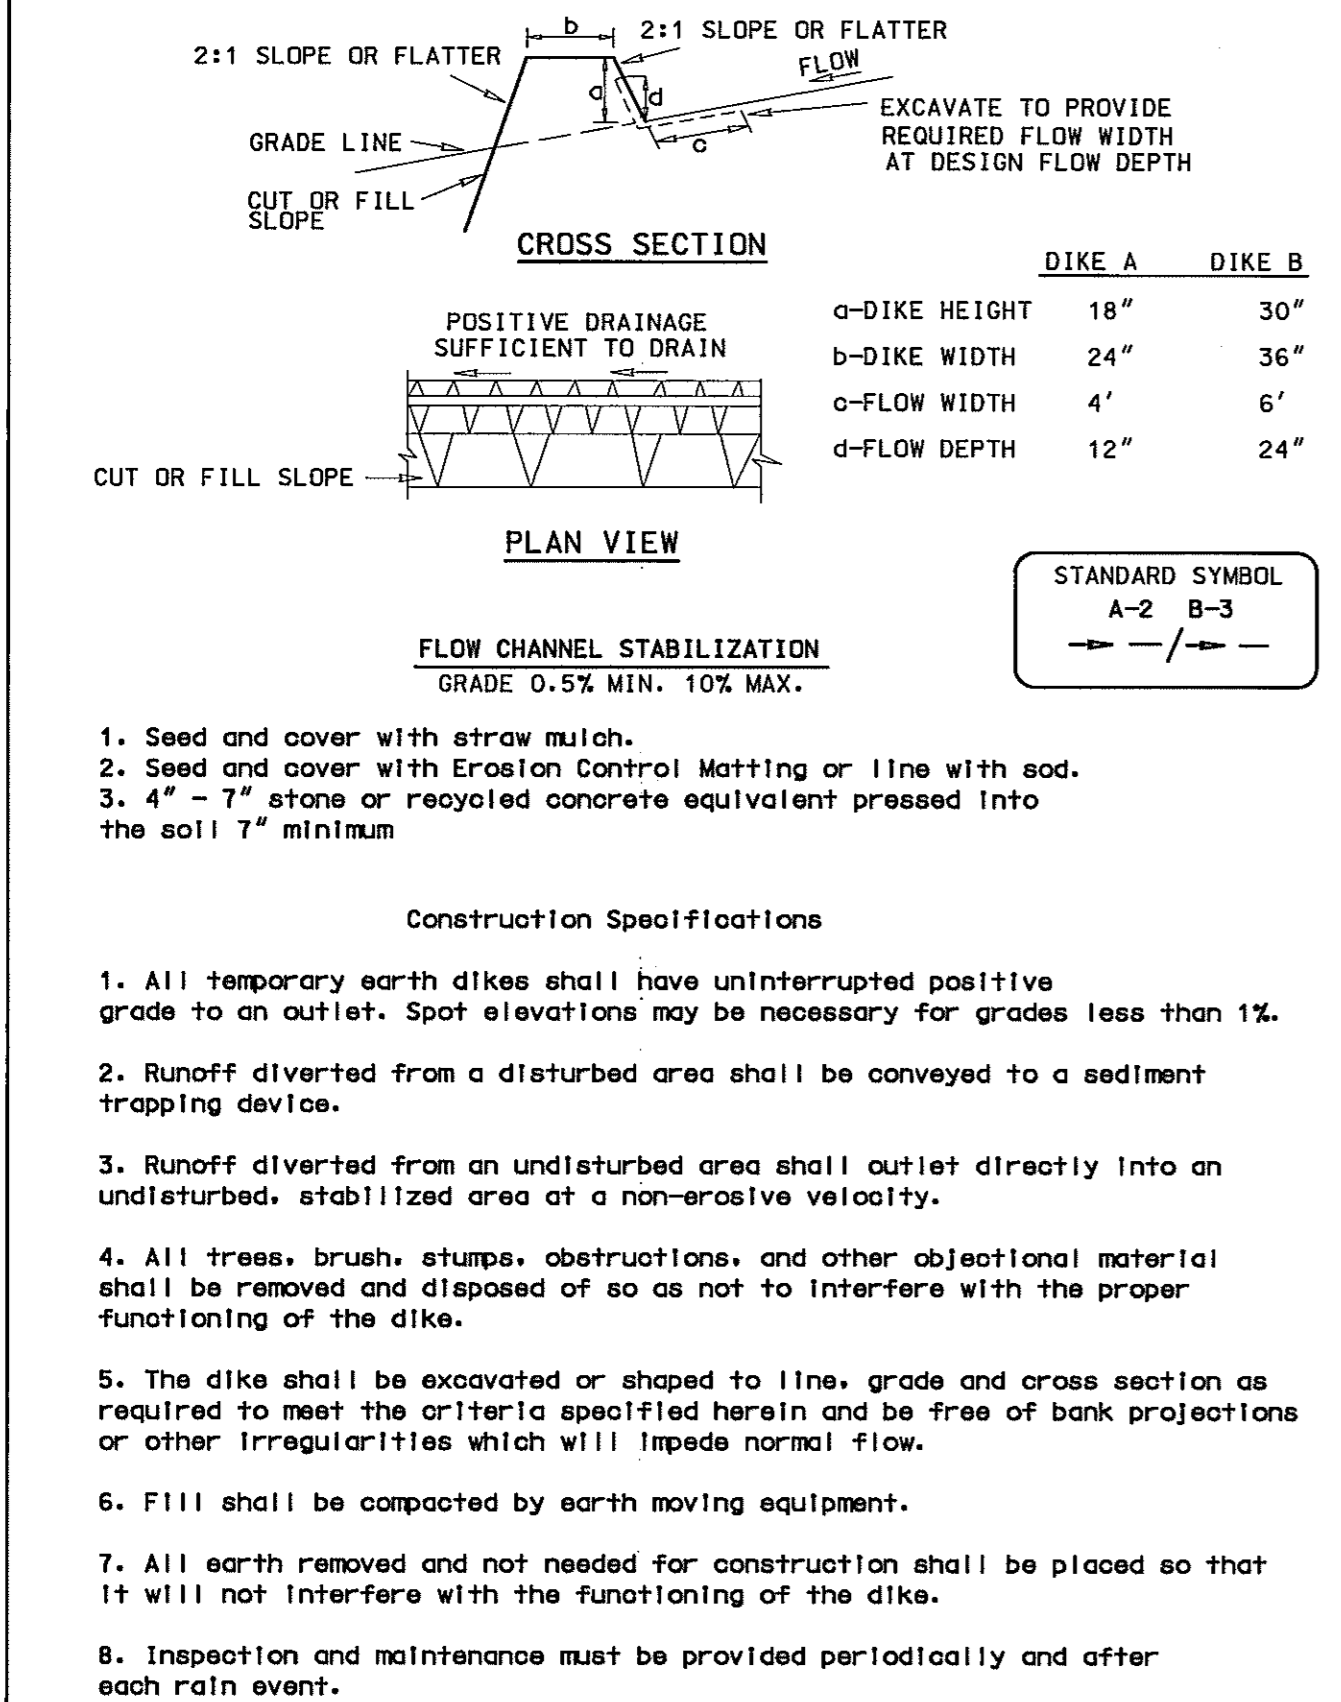 b
2:1 SLOPE OR FLATTER
2:1 SLOPE OR FLATTER
FLOW
a
d
EXCAVATE TO PROVIDE
REQUIRED FLOW WIDTH
AT DESIGN FLOW DEPTH
GRADE LINE
c
CUT OR FILL
SLOPE
CROSS SECTION
DIKE A DIKE B
a-DIKE HEIGHT 18" 30"
b-DIKE WIDTH 24" 36"
c-FLOW WIDTH 4' 6'
d-FLOW DEPTH 12" 24"
POSITIVE DRAINAGE
SUFFICIENT TO DRAIN
CUT OR FILL SLOPE
PLAN VIEW
STANDARD SYMBOL
A-2 B-3
FLOW CHANNEL STABILIZATION
GRADE 0.5% MIN. 10% MAX.
1. Seed and cover with straw mulch.
2. Seed and cover with Erosion Control Matting or line with sod.
3. 4" - 7" stone or recycled concrete equivalent pressed into
the soil 7" minimum
Construction Specifications
1. All temporary earth dikes shall have uninterrupted positive
grade to an outlet. Spot elevations may be necessary for grades less than 1%.
2. Runoff diverted from a disturbed area shall be conveyed to a sediment
trapping device.
3. Runoff diverted from an undisturbed area shall outlet directly into an
undisturbed, stabilized area at a non-erosive velocity.
4. All trees, brush, stumps, obstructions, and other objectional material
shall be removed and disposed of so as not to interfere with the proper
functioning of the dike.
5. The dike shall be excavated or shaped to line, grade and cross section as
required to meet the criteria specified herein and be free of bank projections
or other irregularities which will impede normal flow.
6. Fill shall be compacted by earth moving equipment.
7. All earth removed and not needed for construction shall be placed so that
it will not interfere with the functioning of the dike.
8. Inspection and maintenance must be provided periodically and after
each rain event.